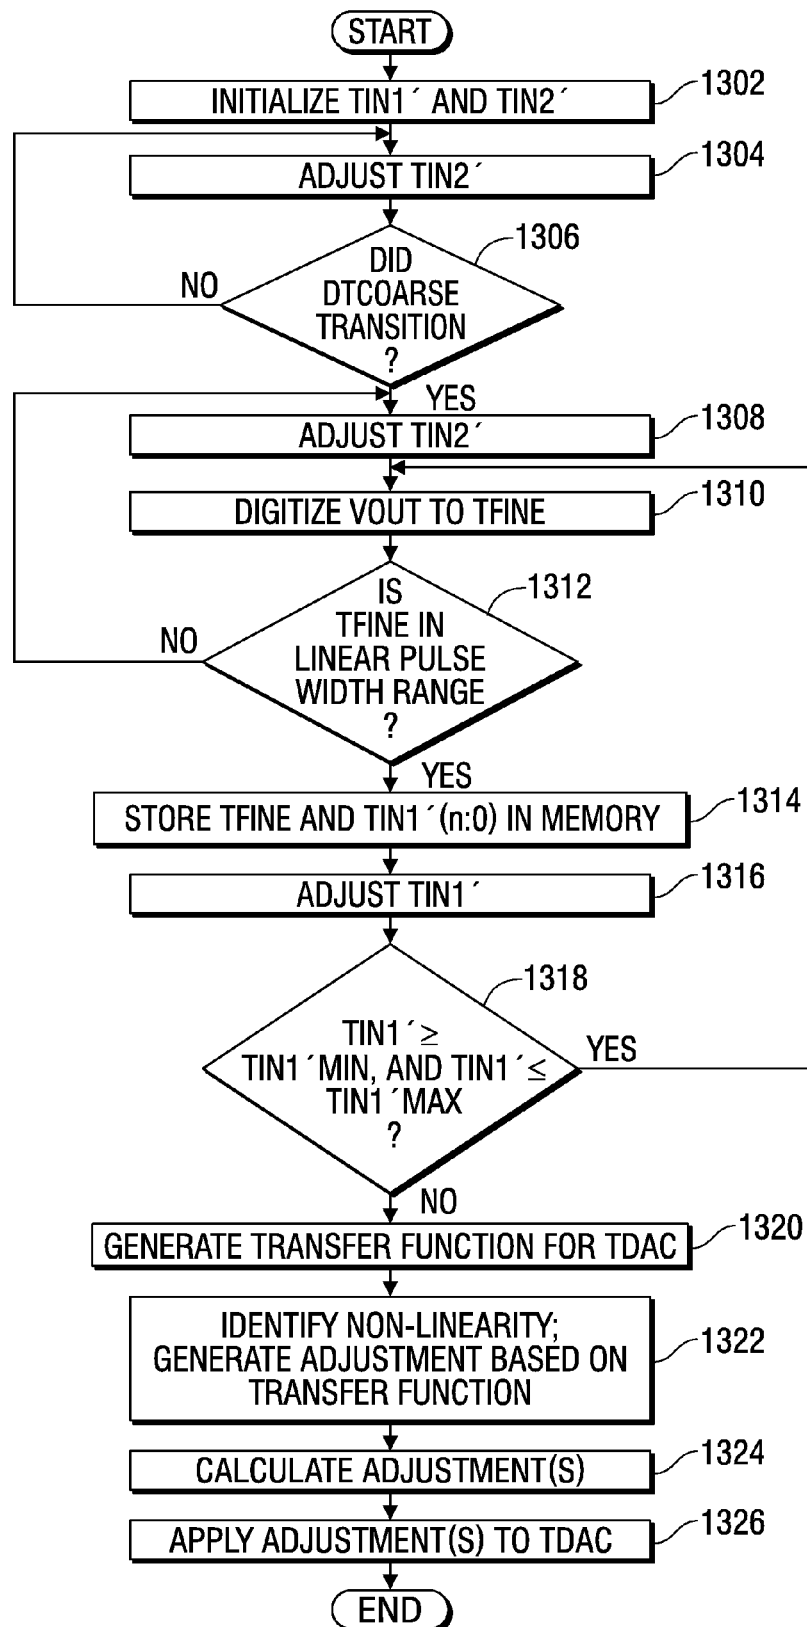 START
INITIALIZE TIN1´ AND TIN2´
1302
ADJUST TIN2´
1304
DID
DTCOARSE
TRANSITION
?
1306
NO
YES
ADJUST TIN2´
1308
DIGITIZE VOUT TO TFINE
1310
IS
TFINE IN
LINEAR PULSE
WIDTH RANGE
?
1312
NO
YES
STORE TFINE AND TIN1´(n:0) IN MEMORY
1314
ADJUST TIN1´
1316
TIN1´≥
TIN1´MIN, AND TIN1´≤
TIN1´MAX
?
1318
YES
NO
GENERATE TRANSFER FUNCTION FOR TDAC
1320
IDENTIFY NON-LINEARITY;
GENERATE ADJUSTMENT BASED ON
TRANSFER FUNCTION
1322
CALCULATE ADJUSTMENT(S)
1324
APPLY ADJUSTMENT(S) TO TDAC
1326
END